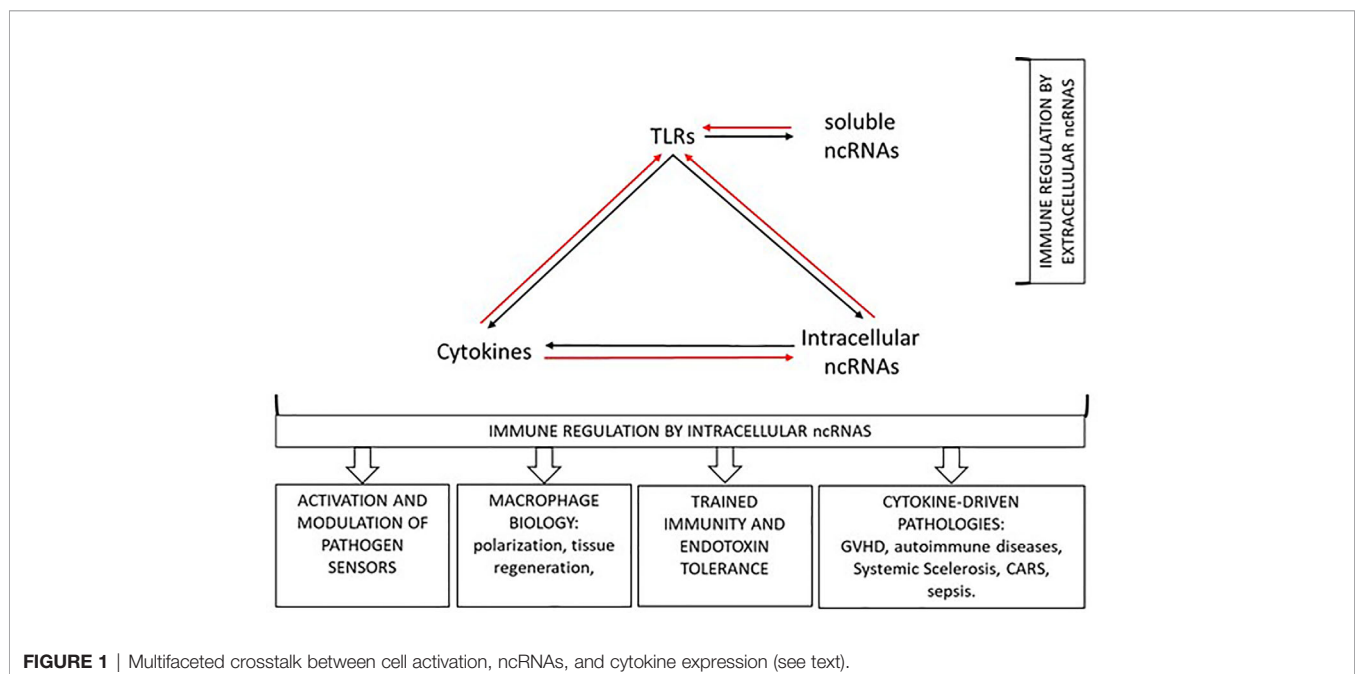 TLRs
soluble
ncRNAs
IMMUNE REGULATION BY
EXTRACELLULAR ncRNAS
Cytokines
Intracellular
ncRNAs
IMMUNE REGULATION BY INTRACELLULAR ncRNAS
ACTIVATION AND
MODULATION OF
PATHOGEN
SENSORS
MACROPHAGE
BIOLOGY:
polarization, tissue
regeneration,
TRAINED
IMMUNITY AND
ENDOTOXIN
TOLERANCE
CYTOKINE-DRIVEN
PATHOLOGIES:
GVHD, autoimmune diseases,
Systemic Scelerosis, CARS,
sepsis.
FIGURE 1 | Multifaceted crosstalk between cell activation, ncRNAs, and cytokine expression (see text).